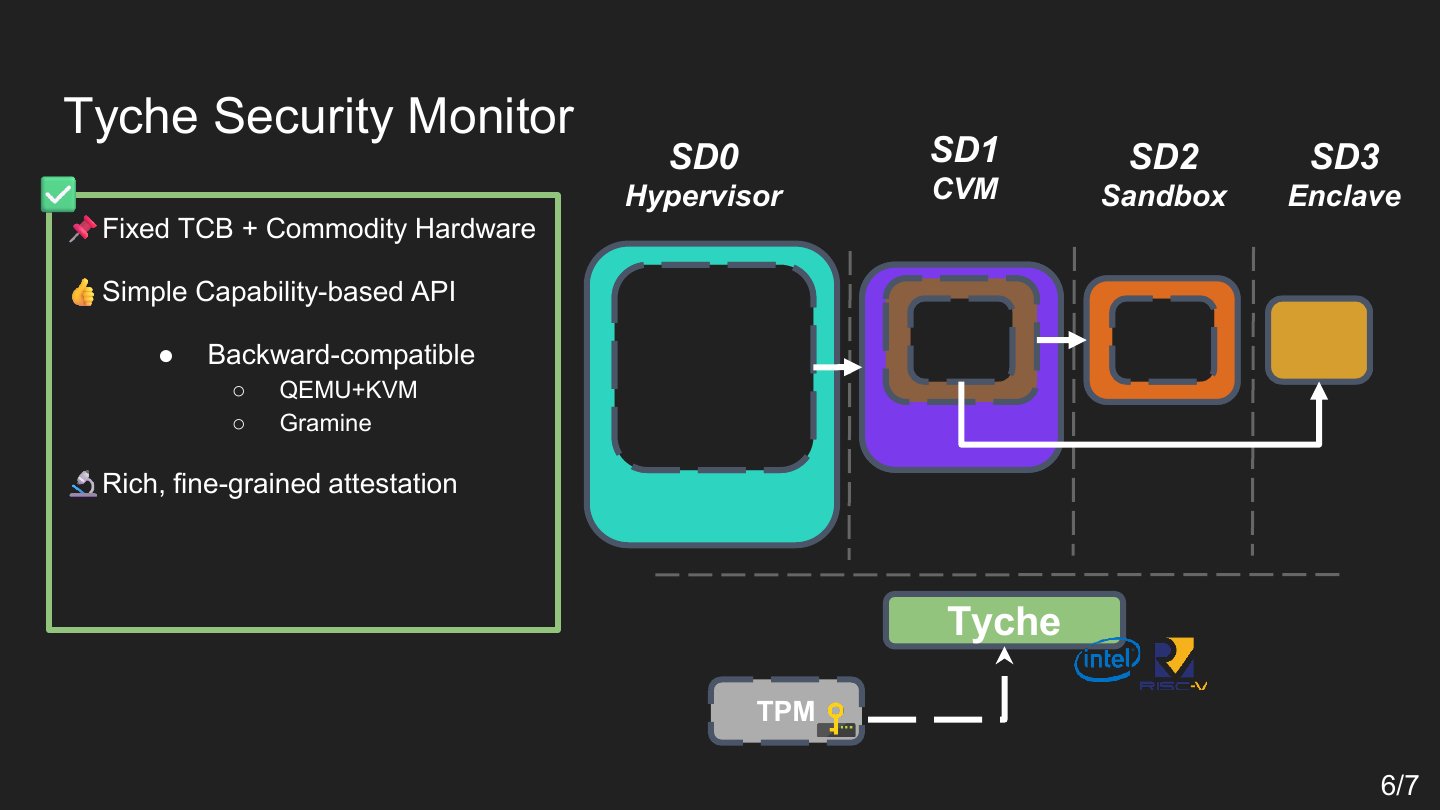 Tyche Security Monitor
Fixed TCB + Commodity Hardware
Simple Capability-based API
● Backward-compatible
○ QEMU+KVM
○ Gramine
Rich, fine-grained attestation
SD0
Hypervisor
SD1
CVM
SD2
Sandbox
SD3
Enclave
Tyche
intel
RISC-V
TPM
6/7